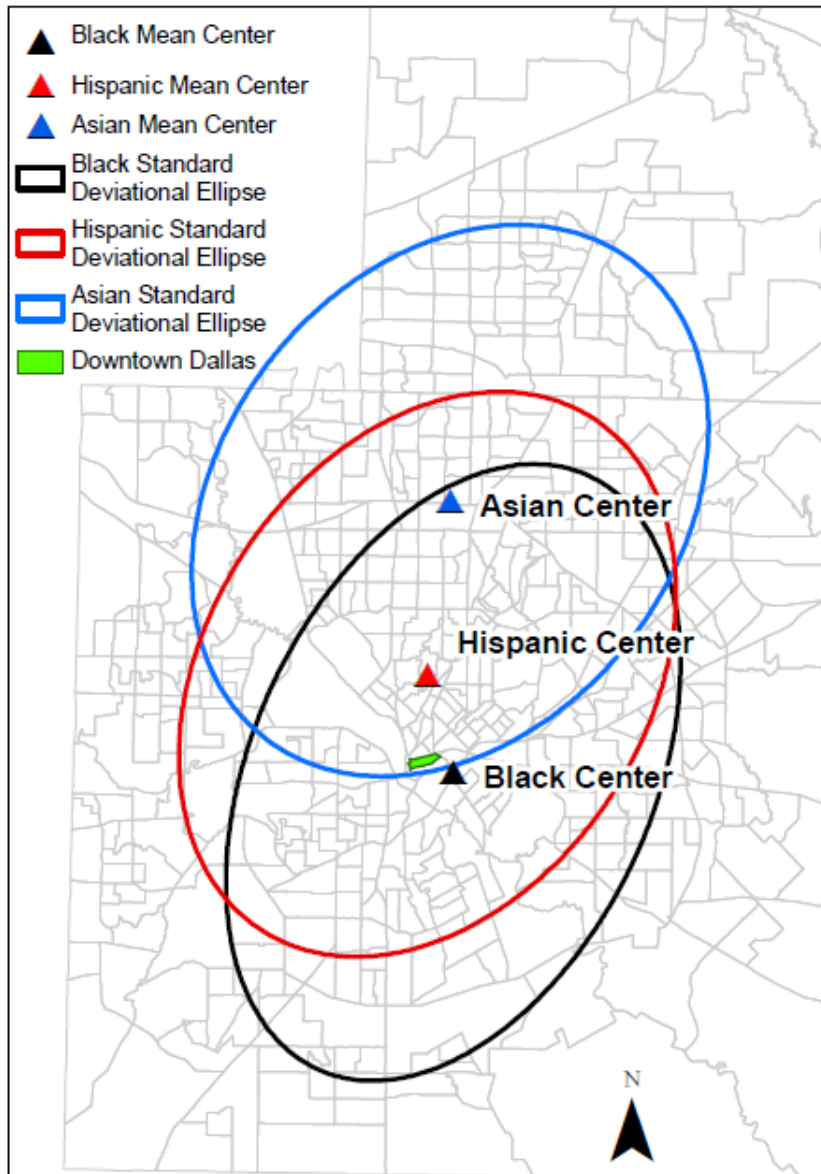 Black Mean Center
Hispanic Mean Center
Asian Mean Center
Black Standard
Deviational Ellipse
Hispanic Standard
Deviational Ellipse
Asian Standard
Deviational Ellipse
Downtown Dallas
Asian Center
Hispanic Center
Black Center
N